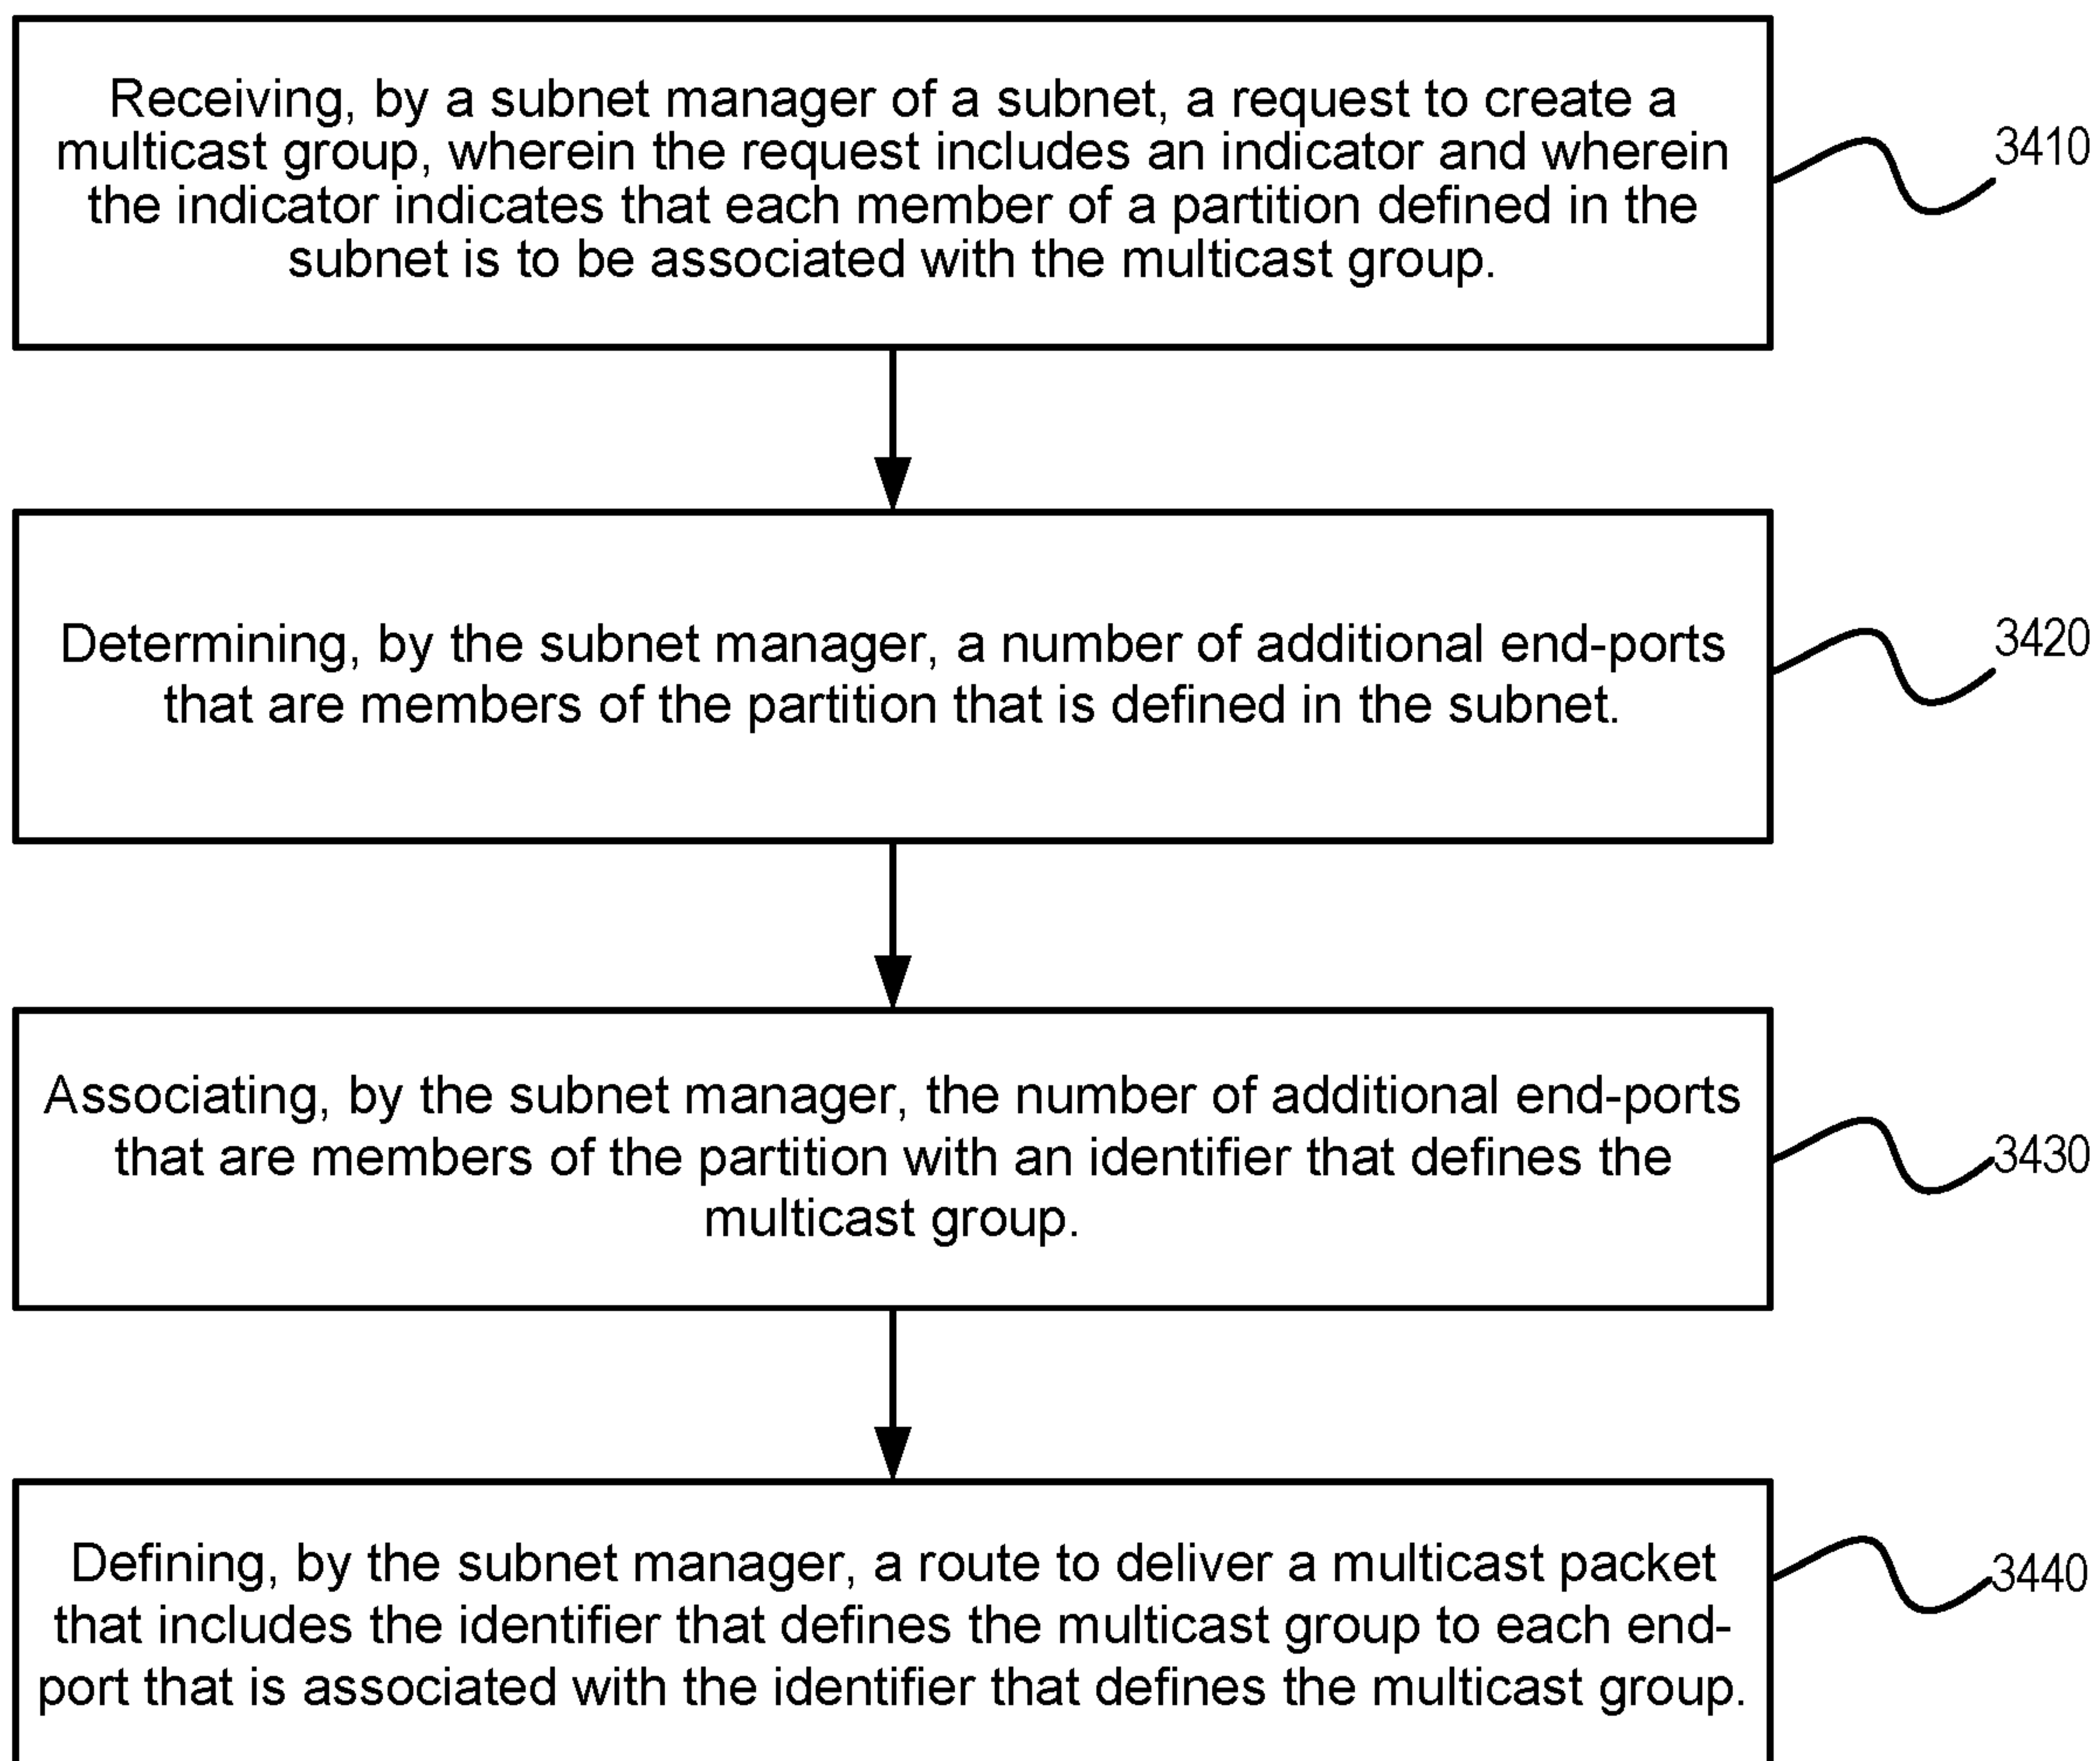 Receiving, by a subnet manager of a subnet, a request to create a
multicast group, wherein the request includes an indicator and wherein
the indicator indicates that each member of a partition defined in the
subnet is to be associated with the multicast group.
3410
Determining, by the subnet manager, a number of additional end-ports
that are members of the partition that is defined in the subnet.
3420
Associating, by the subnet manager, the number of additional end-ports
that are members of the partition with an identifier that defines the
multicast group.
3430
Defining, by the subnet manager, a route to deliver a multicast packet
that includes the identifier that defines the multicast group to each end-
port that is associated with the identifier that defines the multicast group.
3440